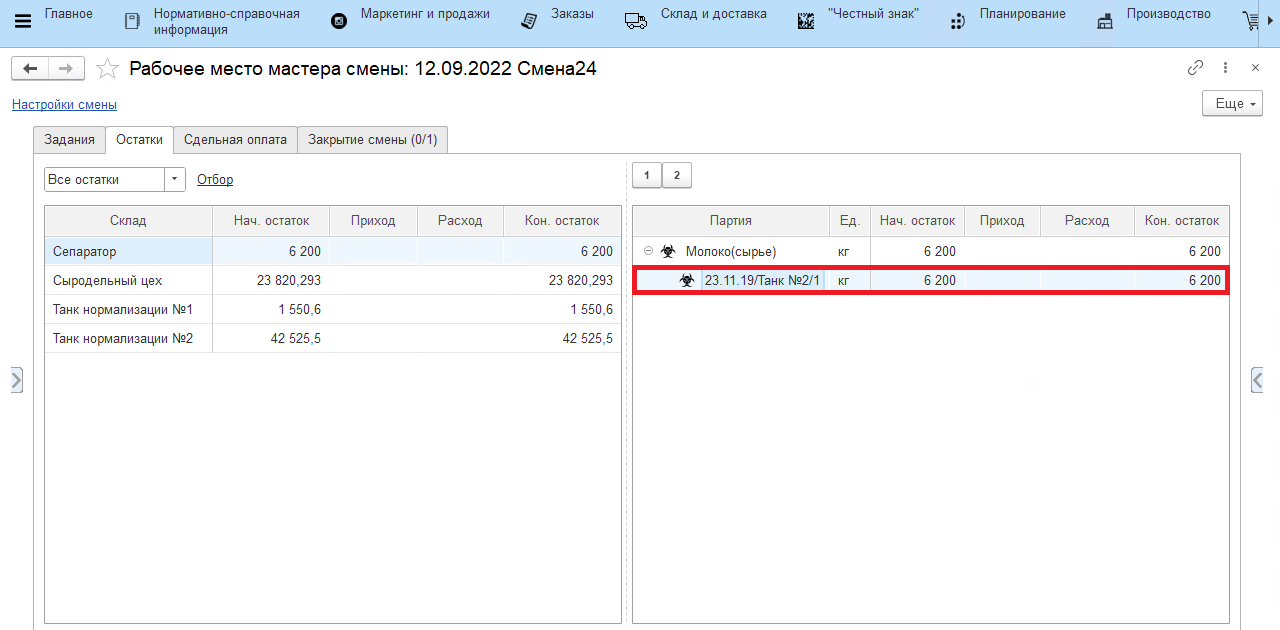 Главное
Нормативно-справочная
информация
Маркетинг и продажи
Заказы
Склад и доставка
"Честный знак"
Планирование
Производство
Рабочее место мастера смены: 12.09.2022 Смена24
Настройки смены
Еще
Задания Остатки Сдельная оплата Закрытие смены (0/1)
Все остатки Отбор
1 2
Склад Нач. остаток Приход Расход Кон. остаток
Сепаратор 6 200 6 200
Сыродельный цех 23 820,293 23 820,293
Танк нормализации №1 1 550,6 1 550,6
Танк нормализации №2 42 525,5 42 525,5
Партия Ед. Нач. остаток Приход Расход Кон. остаток
Молоко(сырье) кг 6 200 6 200
23.11.19/Танк №2/1 кг 6 200 6 200